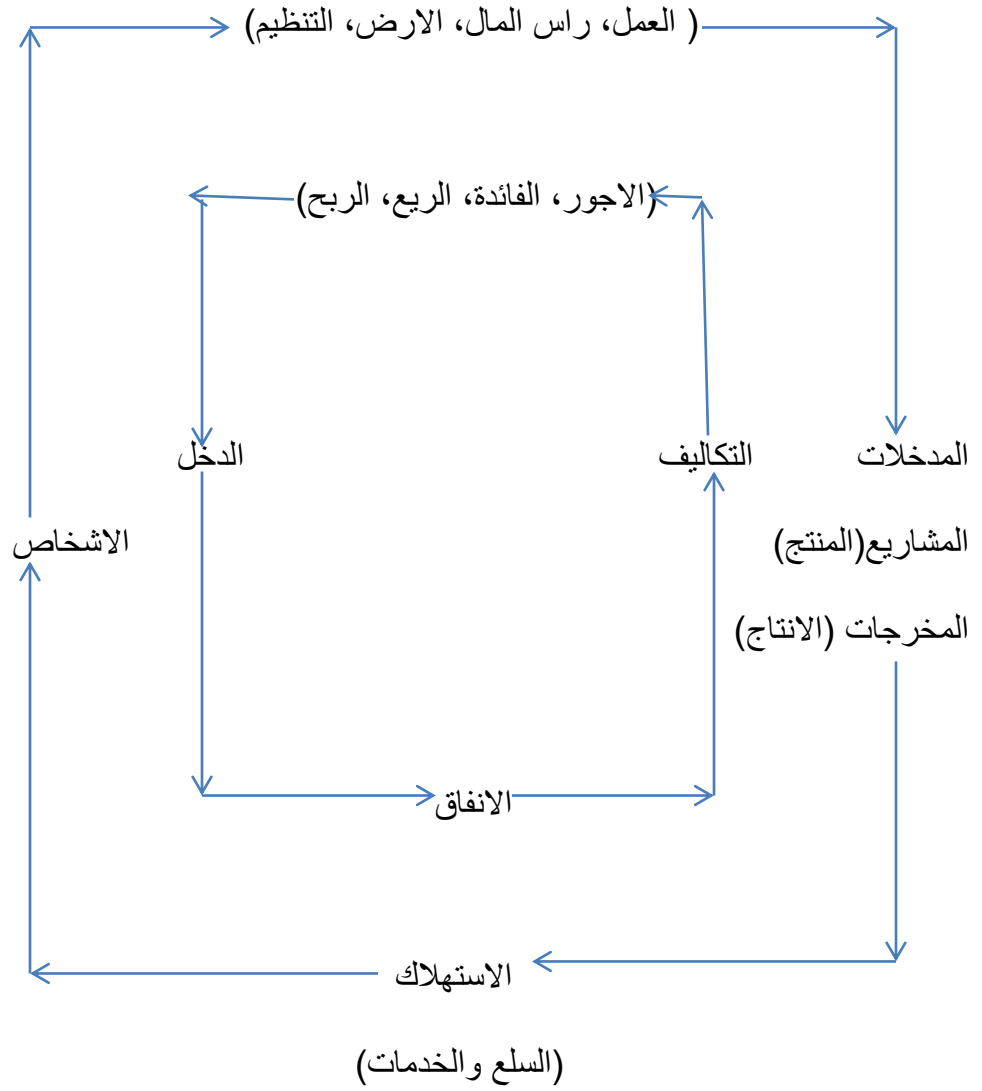 ( العمل، راس المال، الارض، التنظيم)
(الاجور، الفائدة، الريع، الربح)
المدخلات
التكاليف
الدخل
المشاريع(المنتج)
الاشخاص
المخرجات (الانتاج)
الانفاق
الاستهلاك
(السلع والخدمات)